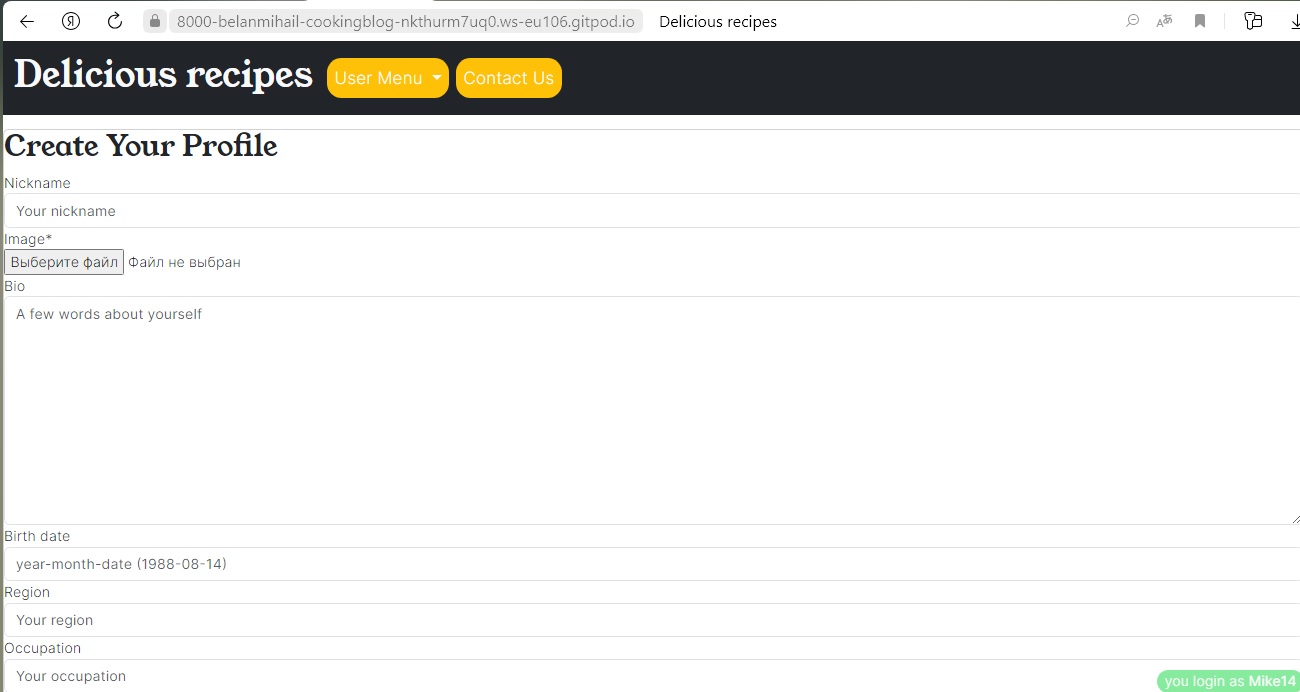 8000-belanmihail-cookingblog-nkthurm7uq0.ws-eu106.gitpod.io Delicious recipes
Delicious recipes User Menu Contact Us
Create Your Profile
Nickname
Your nickname
Image*
Выберите файл Файл не выбран
Bio
A few words about yourself
Birth date
year-month-date (1988-08-14)
Region
Your region
Occupation
Your occupation
you login as Mike14